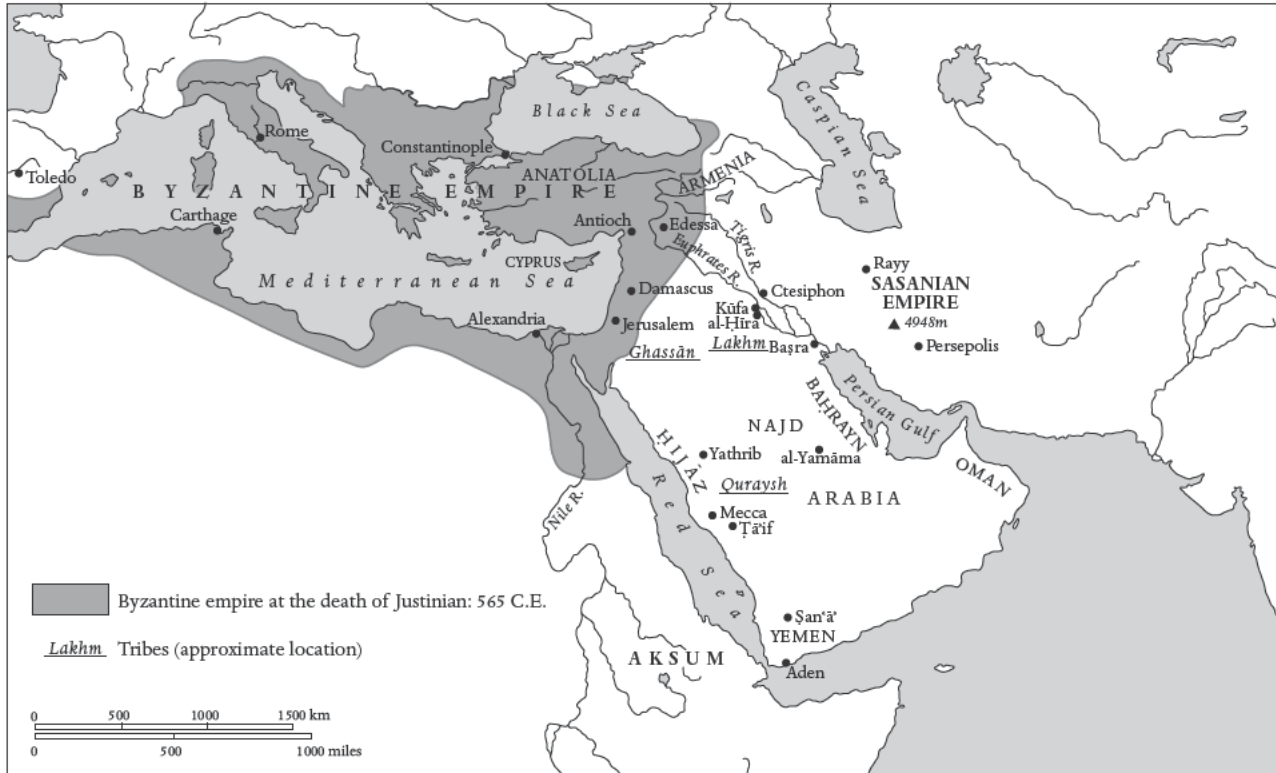 Black Sea
Caspian Sea
Rome
Constantinople
Toledo
ANATOLIA
ARMENIA
BYZANTINE EMPIRE
Carthage
Antioch
Edessa
Tigris R.
Euphrates R.
CYPRUS
Mediterranean Sea
Rayy
SASANIAN
EMPIRE
4948m
Damascus
Ctesiphon
Kūfa
al-Ḥīra
Alexandria
Jerusalem
Ghassān
Lakhm
Baṣra
Persepolis
Persian Gulf
BAḤRAYN
NAJD
ḤIJĀZ
Yathrib
al-Yamāma
OMAN
Quraysh
ARABIA
Red Sea
Nile R.
Mecca
Ṭā'if
Byzantine empire at the death of Justinian: 565 C.E.
Ṣan‘ā’
YEMEN
Lakhm Tribes (approximate location)
AKSUM
Aden
0 500 1000 1500 km
0 500 1000 miles